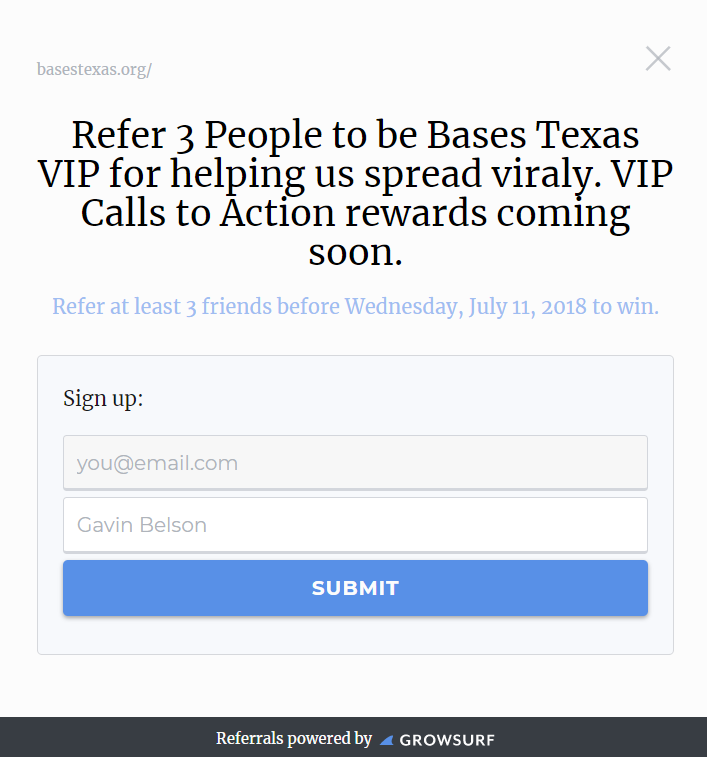 basestexas.org/
Refer 3 People to be Bases Texas
VIP for helping us spread viraly. VIP
Calls to Action rewards coming
soon.
Refer at least 3 friends before Wednesday, July 11, 2018 to win.
Sign up:
you@email.com
Gavin Belson
SUBMIT
Referrals powered by GROWSURF